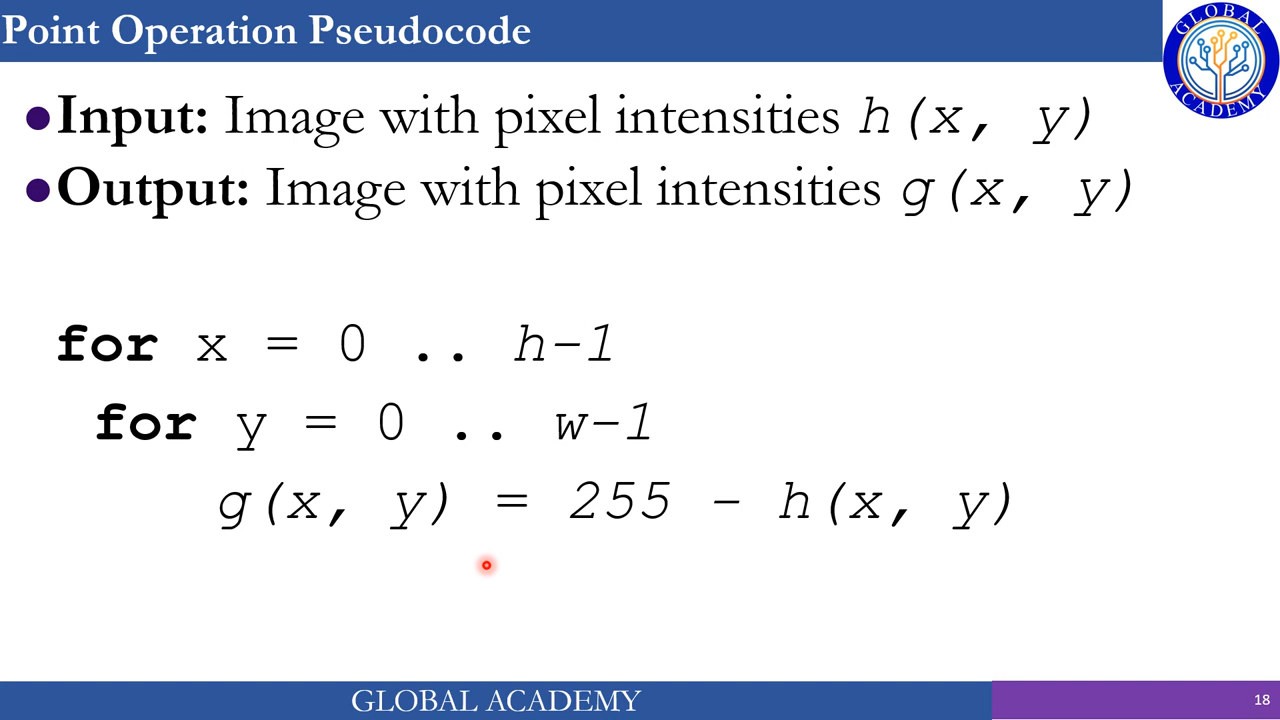 Point Operation Pseudocode
GLOBAL
ACADEMY
●Input: Image with pixel intensities h(x, y)
●Output: Image with pixel intensities g(x, y)
for x = 0 .. h-1
for y = 0 .. w-1
g(x, y) = 255 - h(x, y)
GLOBAL ACADEMY
18